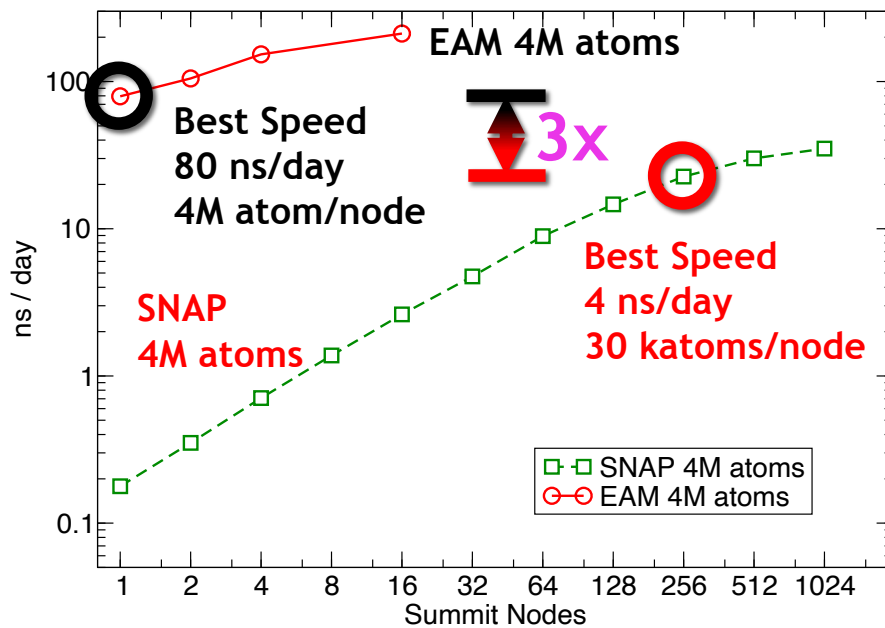 EAM 4M atoms
100
Best Speed
80 ns/day
4M atom/node
3x
10
ns / day
SNAP
4M atoms
Best Speed
4 ns/day
30 katoms/node
1
SNAP 4M atoms
EAM 4M atoms
0.1
1 2 4 8 16 32 64 128 256 512 1024
Summit Nodes